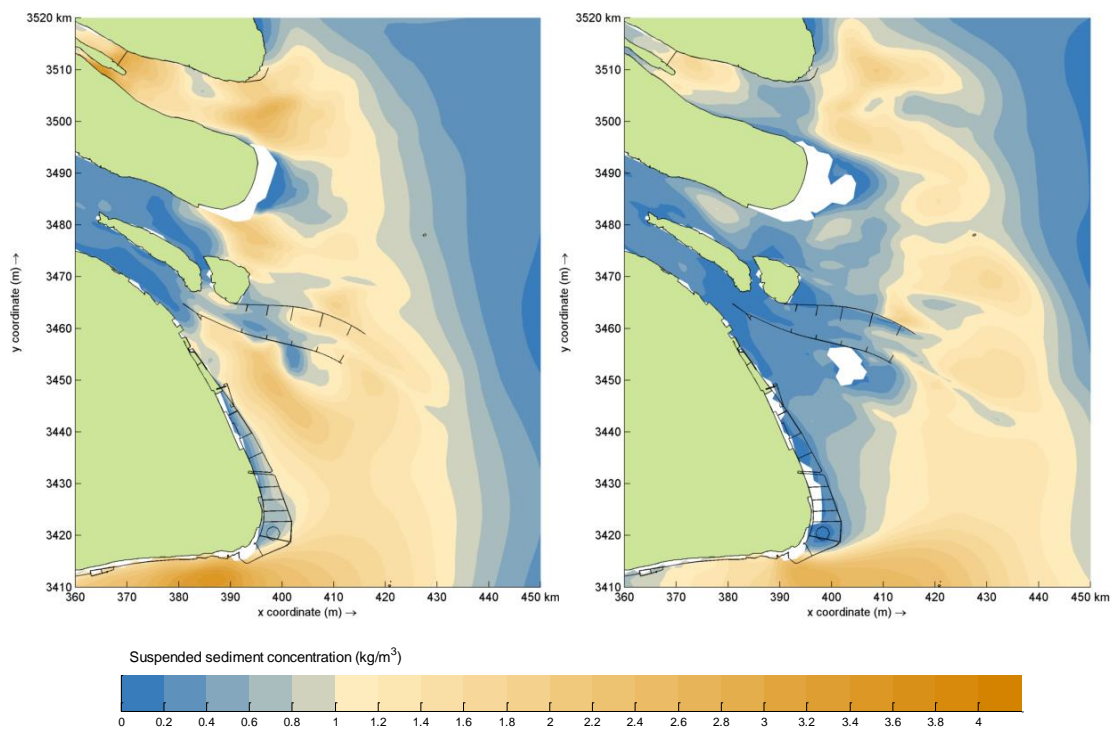 3520 km
3510
3500
3490
3480
3470
3460
3450
3440
3430
3420
3410
y coordinate (m) →
360 370 380 390 400 410 420 430 440 450 km
x coordinate (m) →
3520 km
3510
3500
3490
3480
3470
3460
3450
3440
3430
3420
3410
y coordinate (m) →
360 370 380 390 400 410 420 430 440 450 km
x coordinate (m) →
Suspended sediment concentration (kg/m³)
0 0.2 0.4 0.6 0.8 1 1.2 1.4 1.6 1.8 2 2.2 2.4 2.6 2.8 3 3.2 3.4 3.6 3.8 4